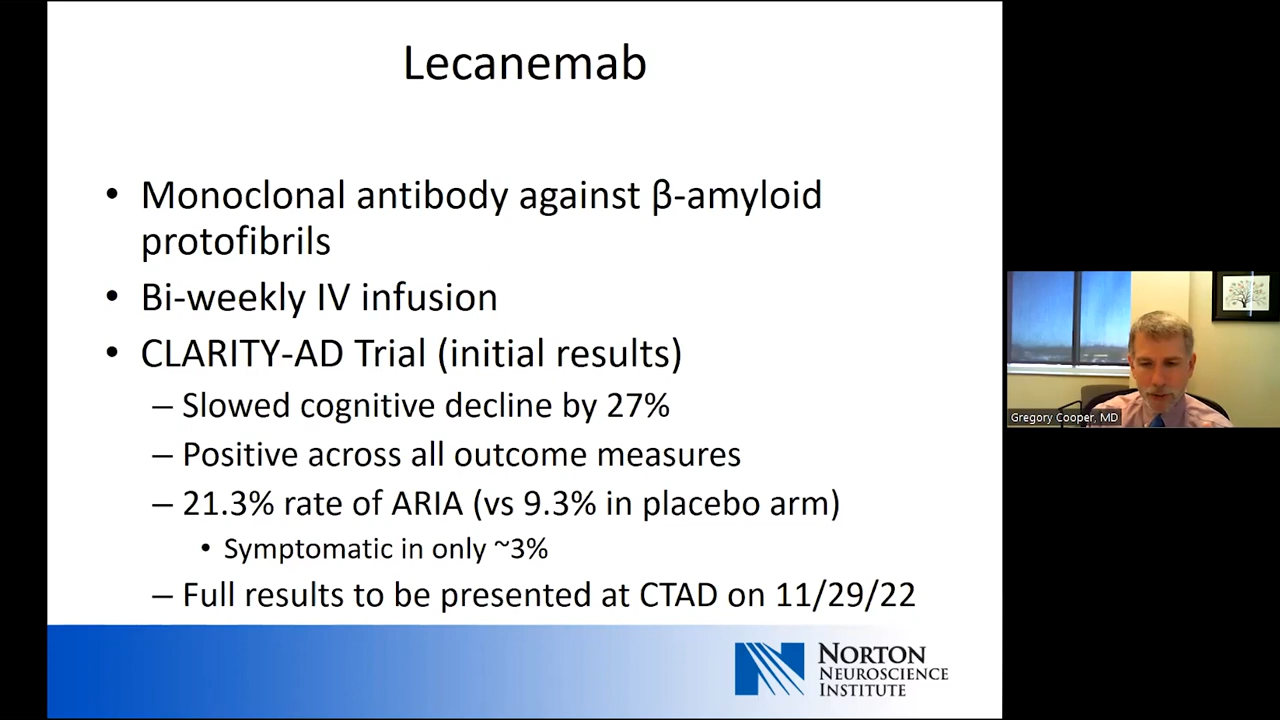 Lecanemab
• Monoclonal antibody against β-amyloid
protofibrils
• Bi-weekly IV infusion
• CLARITY-AD Trial (initial results)
– Slowed cognitive decline by 27%
– Positive across all outcome measures
– 21.3% rate of ARIA (vs 9.3% in placebo arm)
• Symptomatic in only ~3%
– Full results to be presented at CTAD on 11/29/22
NORTON
NEUROSCIENCE
INSTITUTE
Gregory Cooper, MD